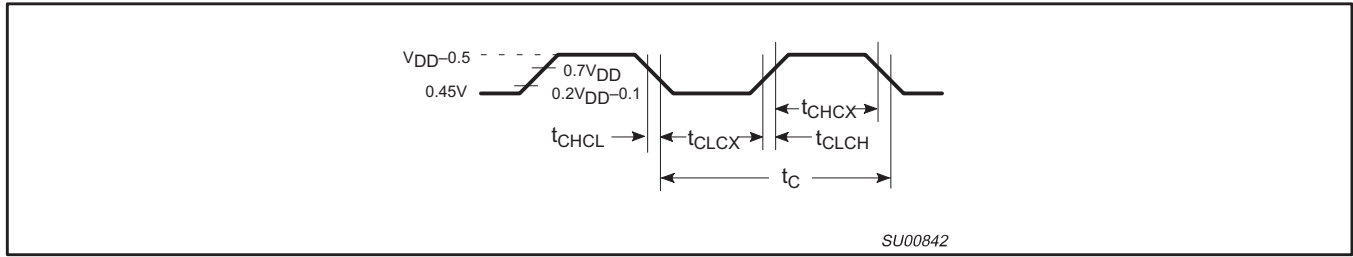 VDD–0.5
0.7VDD
0.45V
0.2VDD–0.1
tCHCX
tCHCL
tCLCX
tCLCH
tC
SU00842